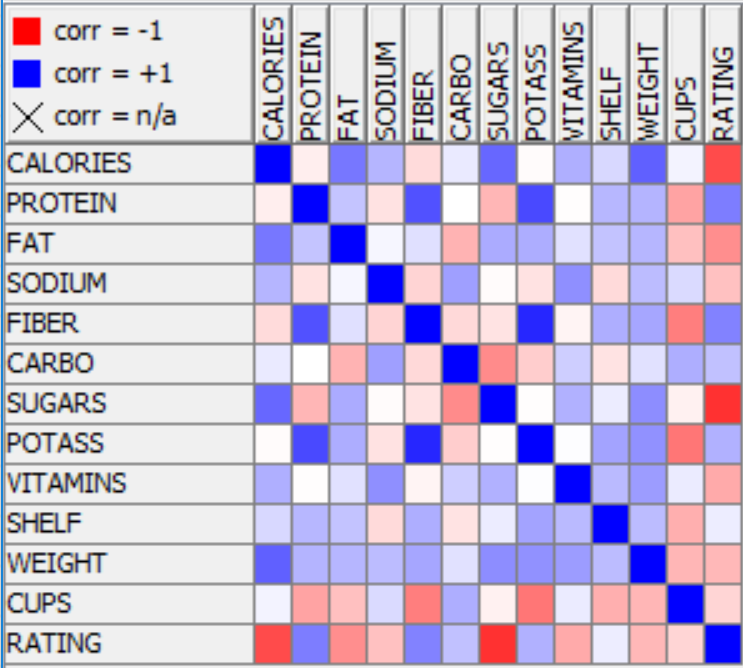 corr = -1
corr = +1
corr = n/a
CALORIES
PROTEIN
FAT
SODIUM
FIBER
CARBO
SUGARS
POTASS
VITAMINS
SHELF
WEIGHT
CUPS
RATING
CALORIES
PROTEIN
FAT
SODIUM
FIBER
CARBO
SUGARS
POTASS
VITAMINS
SHELF
WEIGHT
CUPS
RATING